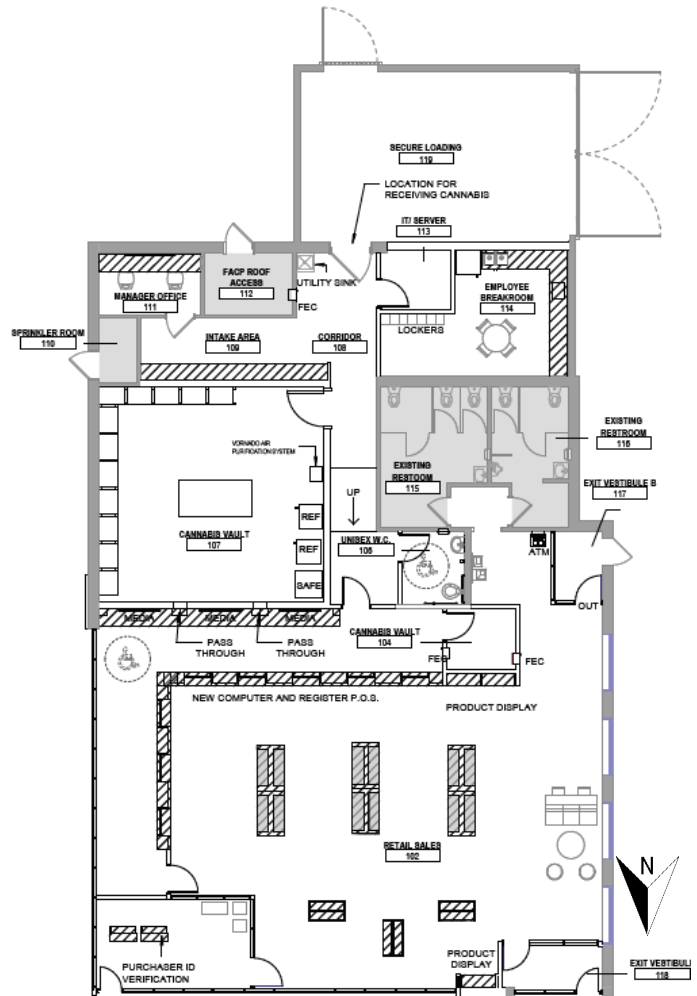 SECURE LOADING
119
LOCATION FOR
RECEIVING CANNABIS
IT/ SERVER
113
FACP ROOF
ACCESS
112
UTILITY SINK
FEC
MANAGER OFFICE
111
EMPLOYEE
BREAKROOM
114
SPRINKLER ROOM
110
INTAKE AREA
109
CORRIDOR
108
LOCKERS
EXISTING
RESTROOM
116
VORNADO AIR
PURIFICATION SYSTEM
EXISTING
RESTOOM
115
EXIT VESTIBULE B
117
UP
REF
CANNABIS VAULT
107
UNISEX W.C.
106
ATM
REF
SAFE
OUT
MEDIA
MEDIA
MEDIA
PASS
THROUGH
PASS
THROUGH
CANNABIS VAULT
104
FEC
FEC
NEW COMPUTER AND REGISTER P.O.S.
PRODUCT DISPLAY
RETAIL SALES
102
N
PURCHASER ID
VERIFICATION
PRODUCT
DISPLAY
EXIT VESTIBULE
118